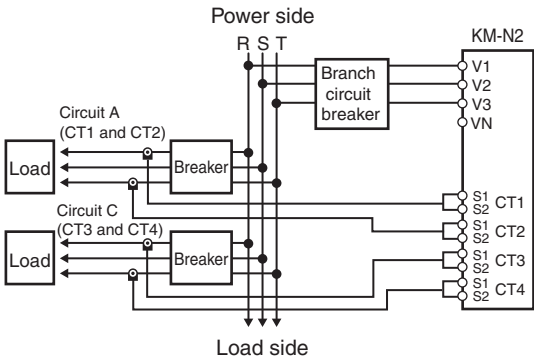 Power side
KM-N2
R S T
V1
Branch
circuit
breaker
V2
V3
VN
Circuit A
(CT1 and CT2)
Load
Breaker
S1
S2
CT1
Circuit C
(CT3 and CT4)
S1
S2
CT2
Load
Breaker
S1
S2
CT3
S1
S2
CT4
Load side